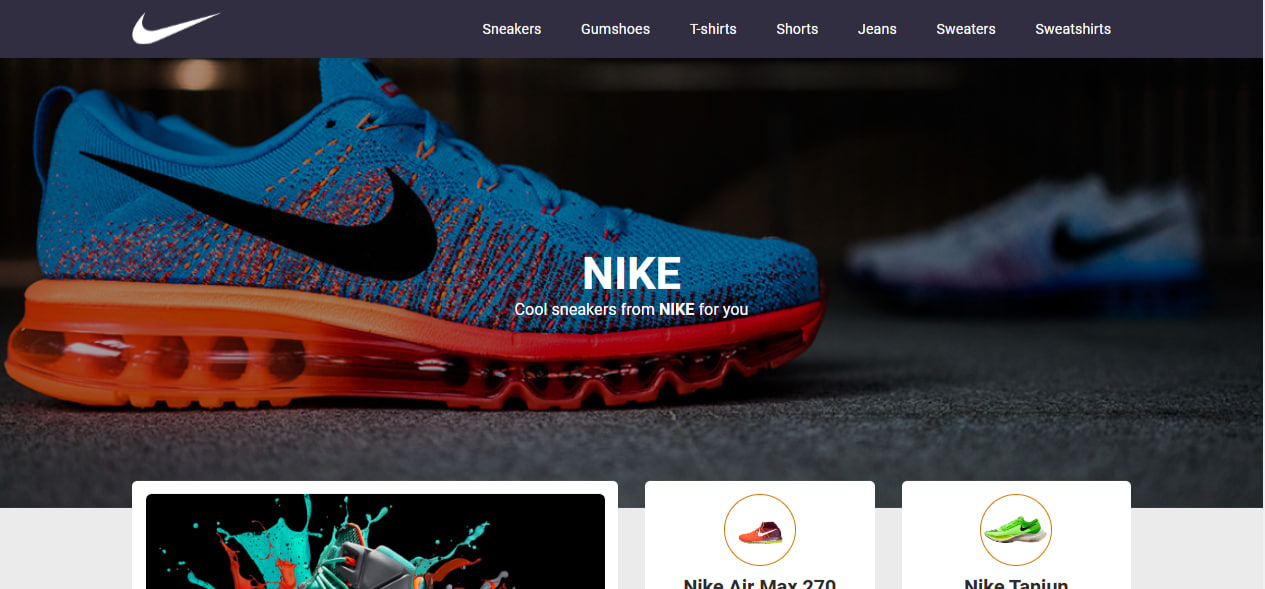 Sneakers Gumshoes T-shirts Shorts Jeans Sweaters Sweatshirts
NIKE
Cool sneakers from NIKE for you
Nike Air Max 270
Nike Tanjun